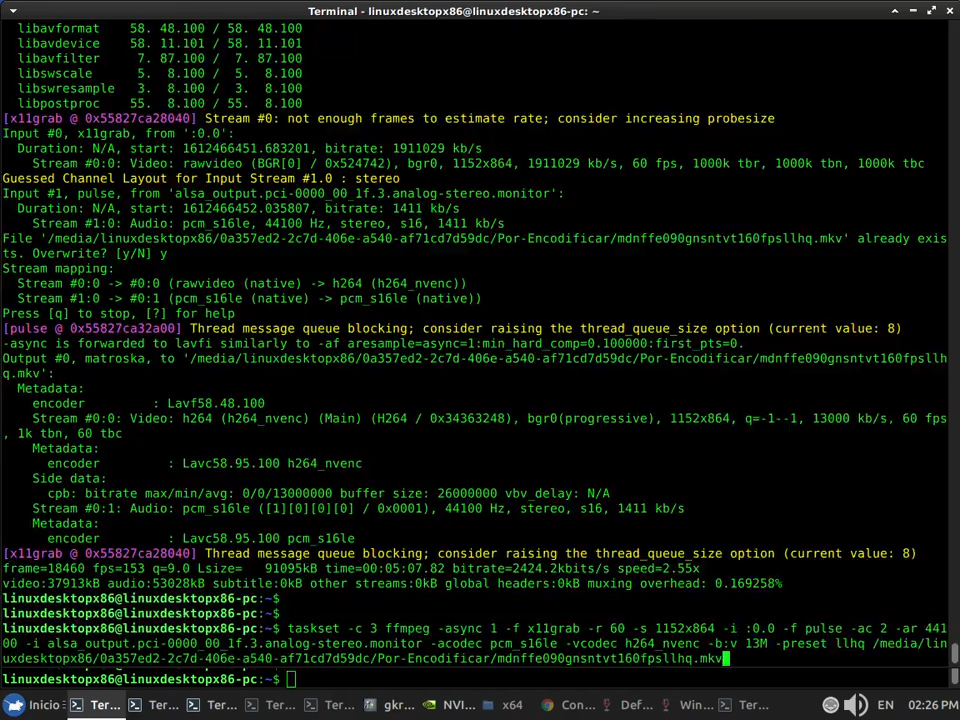 Terminal - linuxdesktopx86@linuxdesktopx86-pc: ~
libavformat    58. 48.100 / 58. 48.100
libavdevice    58. 11.101 / 58. 11.101
libavfilter     7. 87.100 /  7. 87.100
libswscale      5.  8.100 /  5.  8.100
libswresample   3.  8.100 /  3.  8.100
libpostproc    55.  8.100 / 55.  8.100
[x11grab @ 0x55827ca28040] Stream #0: not enough frames to estimate rate; consider increasing probesize
Input #0, x11grab, from ':0.0':
Duration: N/A, start: 1612466451.683201, bitrate: 1911029 kb/s
Stream #0:0: Video: rawvideo (BGR[0] / 0x524742), bgr0, 1152x864, 1911029 kb/s, 60 fps, 1000k tbr, 1000k tbn, 1000k tbc
Guessed Channel Layout for Input Stream #1.0 : stereo
Input #1, pulse, from 'alsa_output.pci-0000_00_1f.3.analog-stereo.monitor':
Duration: N/A, start: 1612466452.035807, bitrate: 1411 kb/s
Stream #1:0: Audio: pcm_s16le, 44100 Hz, stereo, s16, 1411 kb/s
File '/media/linuxdesktopx86/0a357ed2-2c7d-406e-a540-af71cd7d59dc/Por-Encodificar/mdnffe090gnsntvt160fpsllhq.mkv' already exis
ts. Overwrite? [y/N] y
Stream mapping:
Stream #0:0 -> #0:0 (rawvideo (native) -> h264 (h264_nvenc))
Stream #1:0 -> #0:1 (pcm_s16le (native) -> pcm_s16le (native))
Press [q] to stop, [?] for help
[pulse @ 0x55827ca32a00] Thread message queue blocking; consider raising the thread_queue_size option (current value: 8)
-async is forwarded to lavfi similarly to -af aresample=async=1:min_hard_comp=0.100000:first_pts=0.
Output #0, matroska, to '/media/linuxdesktopx86/0a357ed2-2c7d-406e-a540-af71cd7d59dc/Por-Encodificar/mdnffe090gnsntvt160fpsllh
q.mkv':
Metadata:
encoder         : Lavf58.48.100
Stream #0:0: Video: h264 (h264_nvenc) (Main) (H264 / 0x34363248), bgr0(progressive), 1152x864, q=-1--1, 13000 kb/s, 60 fps
, 1k tbn, 60 tbc
Metadata:
encoder         : Lavc58.95.100 h264_nvenc
Side data:
cpb: bitrate max/min/avg: 0/0/13000000 buffer size: 26000000 vbv_delay: N/A
Stream #0:1: Audio: pcm_s16le ([1][0][0][0] / 0x0001), 44100 Hz, stereo, s16, 1411 kb/s
Metadata:
encoder         : Lavc58.95.100 pcm_s16le
[x11grab @ 0x55827ca28040] Thread message queue blocking; consider raising the thread_queue_size option (current value: 8)
frame=18460 fps=153 q=9.0 Lsize=   91095kB time=00:05:07.82 bitrate=2424.2kbits/s speed=2.55x
video:37913kB audio:53028kB subtitle:0kB other streams:0kB global headers:0kB muxing overhead: 0.169258%
linuxdesktopx86@linuxdesktopx86-pc:~$
linuxdesktopx86@linuxdesktopx86-pc:~$
linuxdesktopx86@linuxdesktopx86-pc:~$ taskset -c 3 ffmpeg -async 1 -f x11grab -r 60 -s 1152x864 -i :0.0 -f pulse -ac 2 -ar 441
00 -i alsa_output.pci-0000_00_1f.3.analog-stereo.monitor -acodec pcm_s16le -vcodec h264_nvenc -b:v 13M -preset llhq /media/lin
uxdesktopx86/0a357ed2-2c7d-406e-a540-af71cd7d59dc/Por-Encodificar/mdnffe090gnsntvt160fpsllhq.mkv
linuxdesktopx86@linuxdesktopx86-pc:~$
Inicio Ter... Ter... Ter... Ter... Ter... gkr... NVI... x64 Con... Def... Win... Ter... EN 02:26 PM